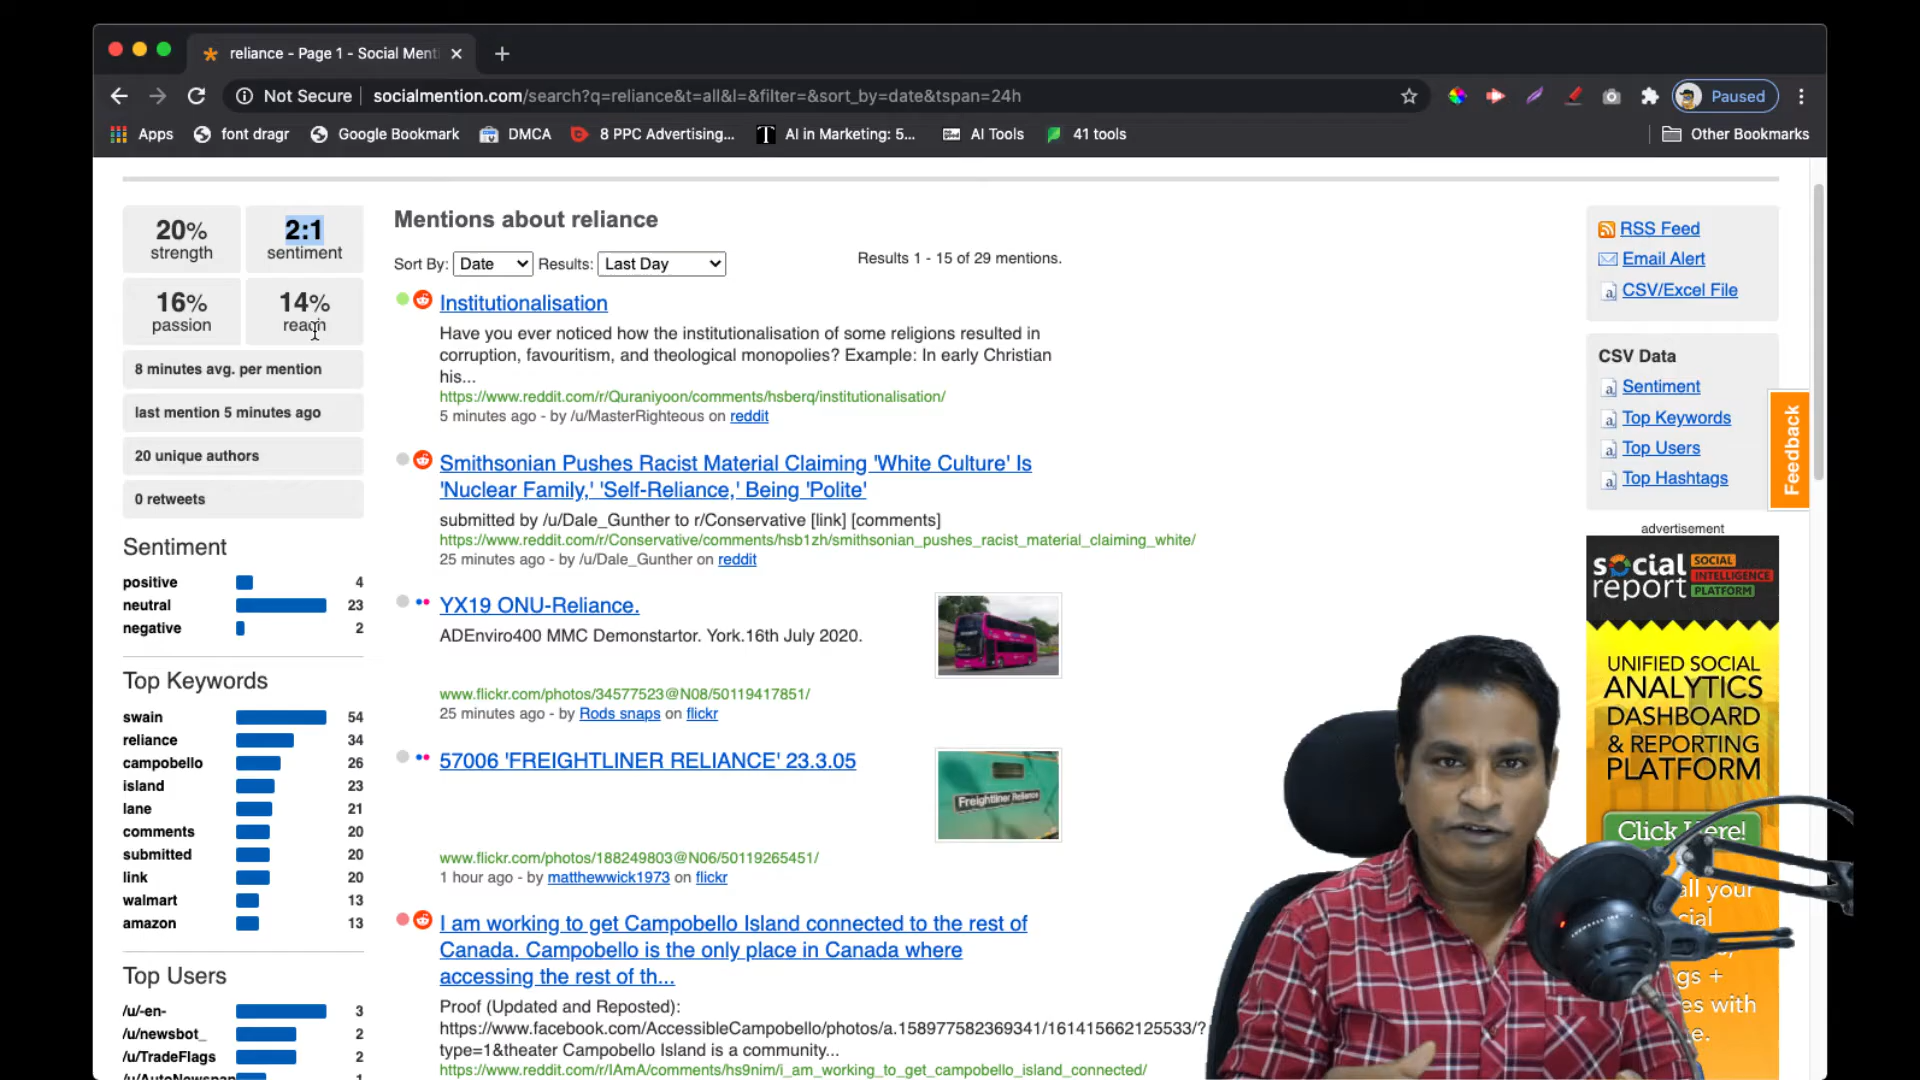 reliance - Page 1 - Social Ment
Not Secure
socialmention.com/search?q=reliance&t=all&l=&filter=&sort_by=date&tspan=24h
Paused
Apps
font dragr
Google Bookmark
DMCA
8 PPC Advertising...
AI in Marketing: 5...
AI Tools
41 tools
Other Bookmarks
20%
strength
2:1
sentiment
16%
passion
14%
reach
8 minutes avg. per mention
last mention 5 minutes ago
20 unique authors
0 retweets
Sentiment
positive 4
neutral 23
negative 2
Top Keywords
swain 54
reliance 34
campobello 26
island 23
lane 21
comments 20
submitted 20
link 20
walmart 13
amazon 13
Top Users
/u/-en- 3
/u/newsbot_ 2
/u/TradeFlags 2
Mentions about reliance
Sort By: Date Results: Last Day
Results 1 - 15 of 29 mentions.
Institutionalisation
Have you ever noticed how the institutionalisation of some religions resulted in
corruption, favouritism, and theological monopolies? Example: In early Christian
his...
https://www.reddit.com/r/Quraniyoon/comments/hsberq/institutionalisation/
5 minutes ago - by /u/MasterRighteous on reddit
Smithsonian Pushes Racist Material Claiming 'White Culture' Is
'Nuclear Family,' 'Self-Reliance,' Being 'Polite'
submitted by /u/Dale_Gunther to r/Conservative [link] [comments]
https://www.reddit.com/r/Conservative/comments/hsb1zh/smithsonian_pushes_racist_material_claiming_white/
25 minutes ago - by /u/Dale_Gunther on reddit
YX19 ONU-Reliance.
ADEnviro400 MMC Demonstartor. York.16th July 2020.
www.flickr.com/photos/34577523@N08/50119417851/
25 minutes ago - by Rods snaps on flickr
57006 'FREIGHTLINER RELIANCE' 23.3.05
Freightliner Reliance
www.flickr.com/photos/188249803@N06/50119265451/
1 hour ago - by matthewwick1973 on flickr
I am working to get Campobello Island connected to the rest of
Canada. Campobello is the only place in Canada where
accessing the rest of th...
Proof (Updated and Reposted):
https://www.facebook.com/AccessibleCampobello/photos/a.158977582369341/161415662125533/?
type=1&theater Campobello Island is a community...
https://www.reddit.com/r/IAmA/comments/hs9nim/i_am_working_to_get_campobello_island_connected/
RSS Feed
Email Alert
CSV/Excel File
CSV Data
Sentiment
Top Keywords
Top Users
Top Hashtags
Feedback
advertisement
social
report
SOCIAL
INTELLIGENCE
PLATFORM
UNIFIED SOCIAL
ANALYTICS
DASHBOARD
& REPORTING
PLATFORM
Click Here!
all your